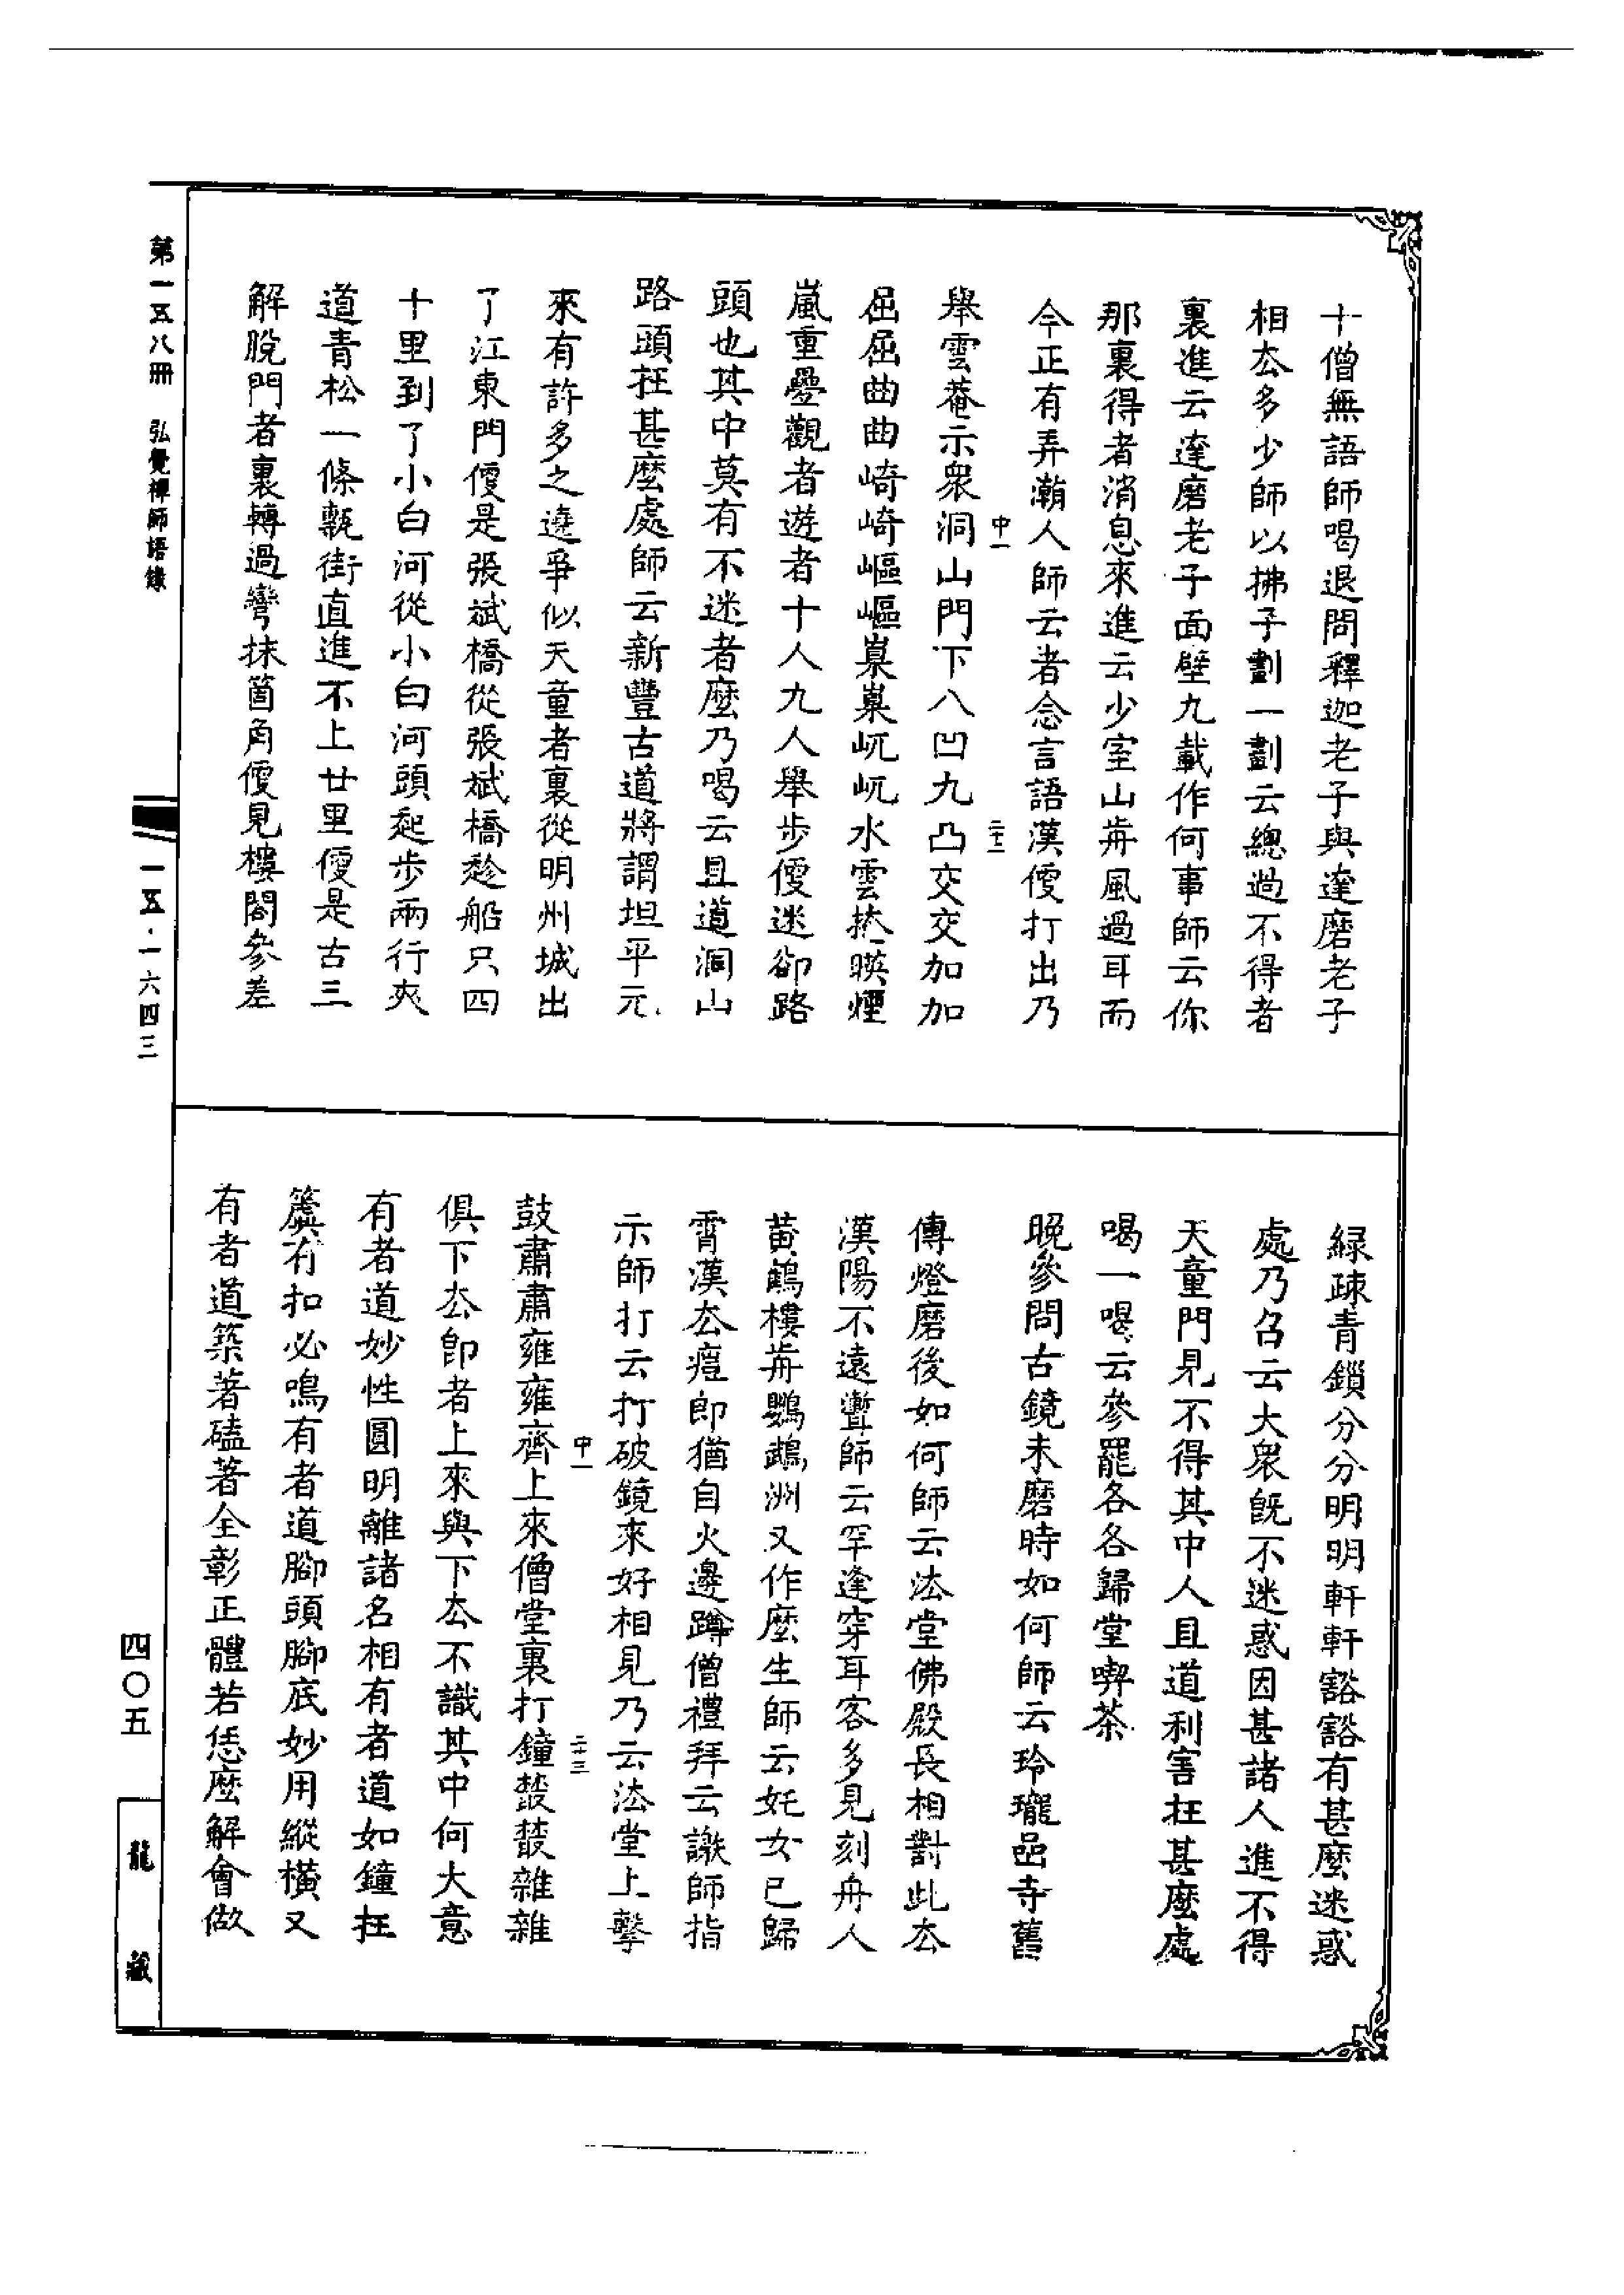 十僧無語師喝退問釋迦老子與達磨老子
相去多少師以拂子劃一劃云總過不得者
裏進云達磨老子面壁九載作何事師云你
那裏得者消息來進云少室山前風過耳而
今正有弄潮人師云者念言語漢便打出乃
舉雲菴示衆洞山門下八凹九凸交交加加
屈屈曲曲崎崎嶇嶇嵬嵬屼屼水雲掩暎煙
嵐重疊觀者遊者十人九人舉步便迷卻路
頭也其中莫有不迷者麼乃喝云且道洞山
路頭在甚麼處師云新豐古道將謂坦平元
來有許多之遶爭似天童者裏從明州城出
了江東門便是張斌橋從張斌橋趁船只四
十里到了小白河從小白河頭起步兩行夾
道青松一條甎街直進不上廿里便是古三
解脫門者裏轉過彎抹箇角便見樓閣參差
中一
二十二
綠疎青鎖分分明明軒軒豁豁有甚麼迷惑
處乃召云大衆旣不迷惑因甚諸人進不得
天童門見不得其中人且道利害在甚麼處
喝一喝云參罷各各歸堂喫茶
晚參問古鏡未磨時如何師云玲瓏嵒寺舊
傳燈磨後如何師云法堂佛殿長相對此去
漢陽不遠聻師云罕逢穿耳客多見刻舟人
黃鶴樓前鸚鵡洲又作麼生師云奼女已歸
霄漢去獃郎猶自火邊蹲僧禮拜云謝師指
示師打云打破鏡來好相見乃云法堂上擊
鼓肅肅雍雍齊上來僧堂裏打鐘鼕鼕雜雜
俱下去卽者上來與下去不識其中何大意
有者道妙性圓明離諸名相有者道如鐘在
簴有扣必鳴有者道腳頭腳底妙用縱橫又
有者道築著磕著全彰正體若恁麼解會做
中一
二十三
第一五八冊　弘覺禪師語錄
一五·一六四三
四〇五
龍藏